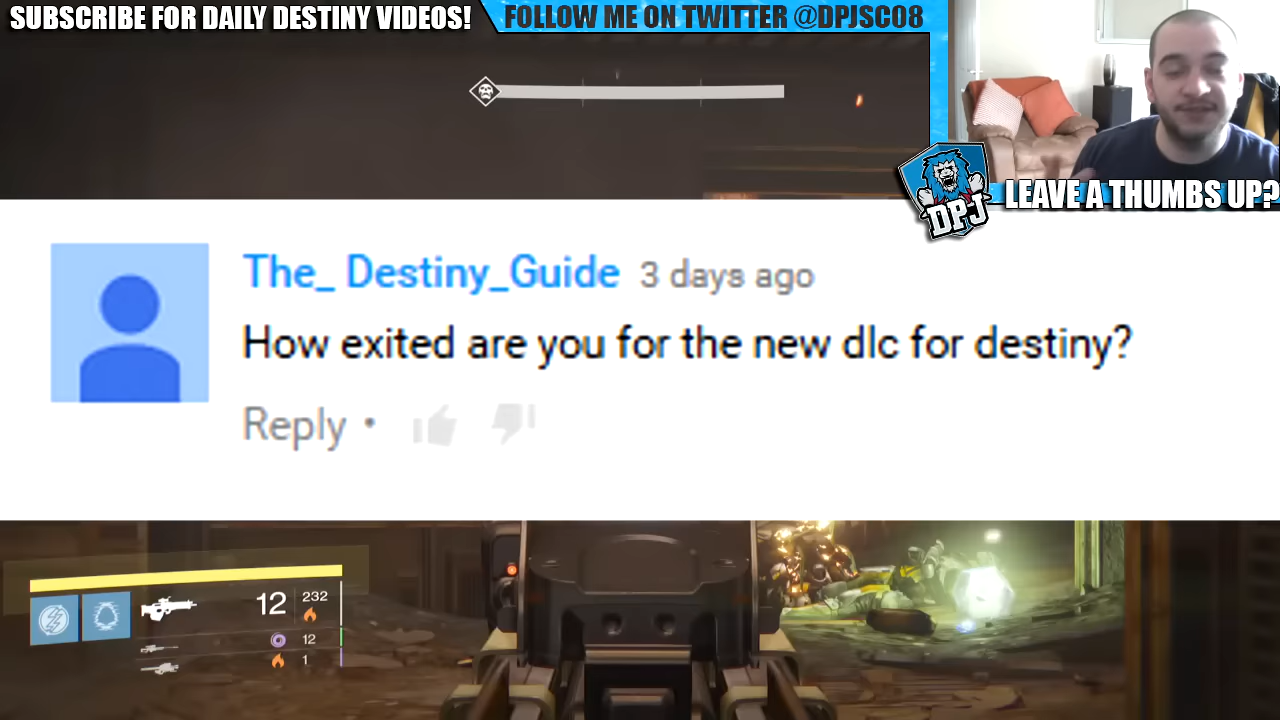 SUBSCRIBE FOR DAILY DESTINY VIDEOS!
FOLLOW ME ON TWITTER @DPJSC08
DPJ
LEAVE A THUMBS UP?
The_ Destiny_Guide 3 days ago
How exited are you for the new dlc for destiny?
Reply •
12 232
12
1